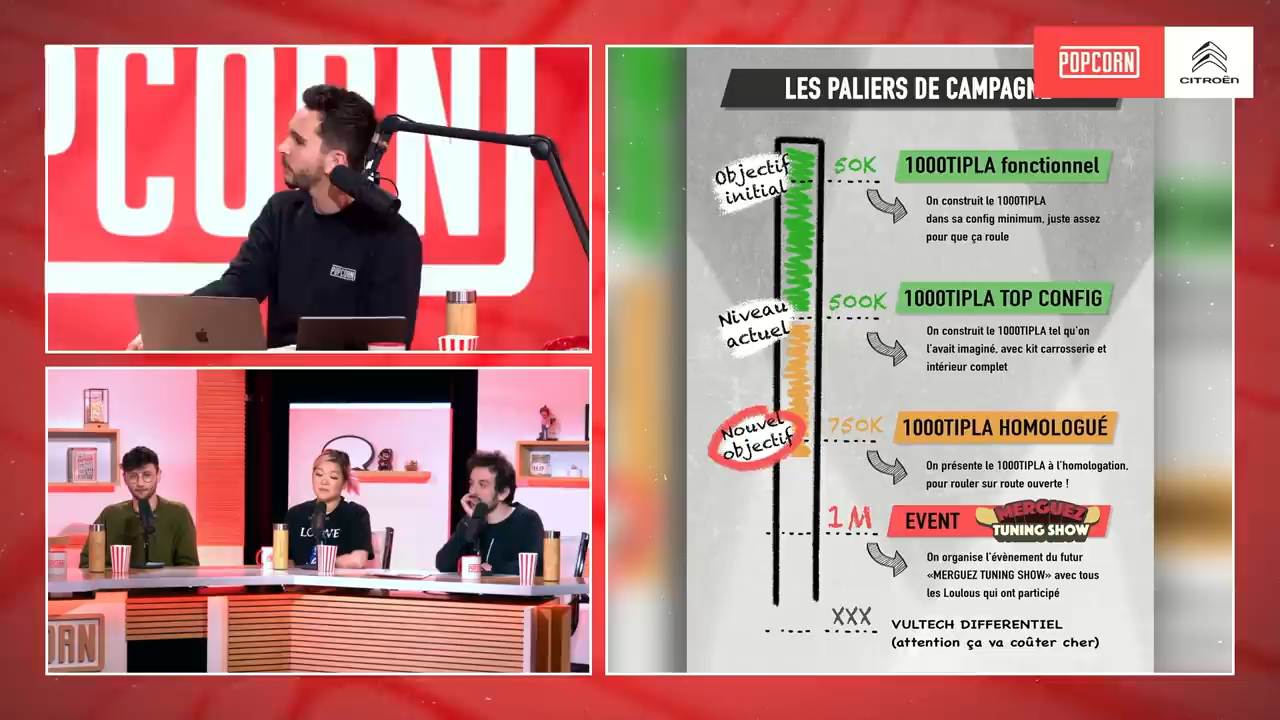 PCORN
POPCORN
LES PALIERS DE CAMPAGN
POPCORN
CITROËN
Objectif
initial
50K
1000TIPLA fonctionnel
On construit le 1000TIPLA
dans sa config minimum, juste assez
pour que ça roule
Niveau
actuel
500K
1000TIPLA TOP CONFIG
On construit le 1000TIPLA tel qu'on
l'avait imaginé, avec kit carrosserie et
intérieur complet
Nouvel
objectif
750K
1000TIPLA HOMOLOGUÉ
On présente le 1000TIPLA à l'homologation,
pour rouler sur route ouverte !
1M
EVENT MERGUEZ
TUNING SHOW
On organise l'évènement du futur
«MERGUEZ TUNING SHOW» avec tous
les Loulous qui ont participé
XXX
VULTECH DIFFERENTIEL
(attention ça va coûter cher)
ORN